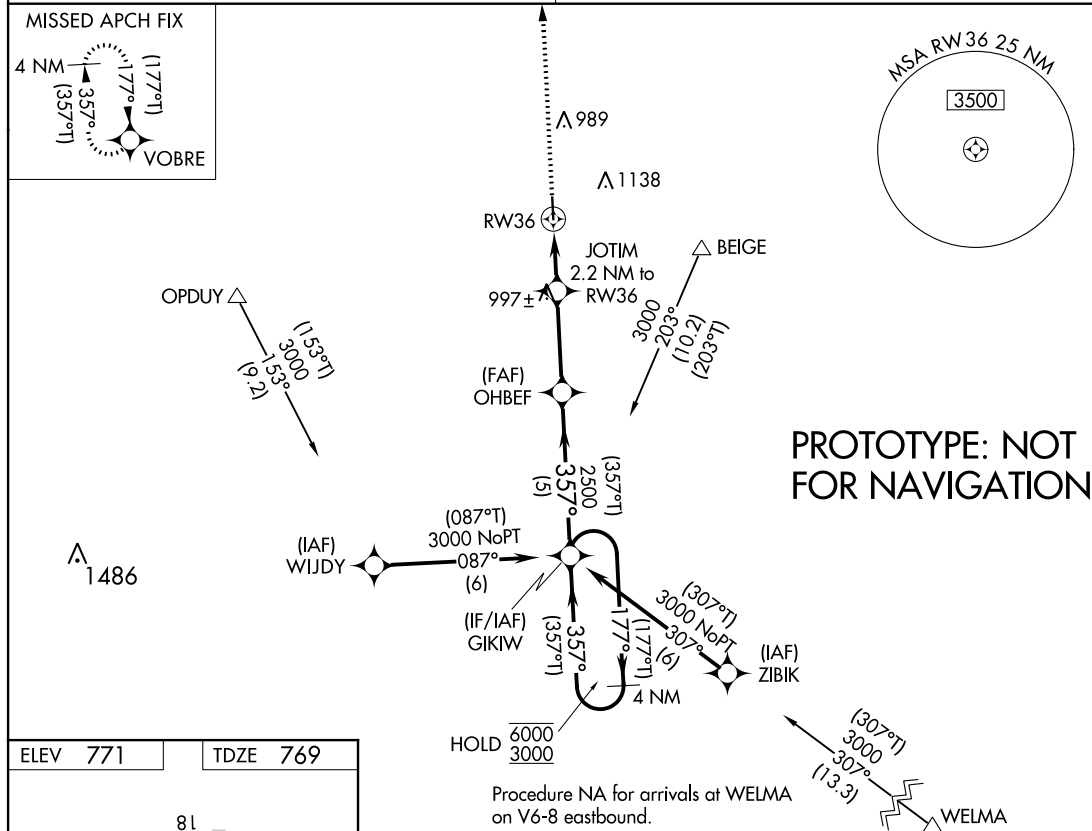 MISSED APCH FIX
4 NM
357°
(357°T)
177°
(177°T)
VOBRE
MSA RW36 25 NM
3500
989
1138
RW36
JOTIM
2.2 NM to
RW36
997±
BEIGE
3000
203°
(10.2)
(203°T)
OPDUY
(153°T)
3000
153°
(9.2)
(FAF)
OHBEF
PROTOTYPE: NOT
FOR NAVIGATION
(357°T)
2500
357°
(5)
(087°T)
3000 NoPT
087°
(6)
(IAF)
WIJDY
1486
(IF/IAF)
GIKIW
357°
(357°T)
177°
(177°T)
4 NM
(307°T)
3000 NoPT
307°
(6)
(IAF)
ZIBIK
HOLD
6000
3000
(307°T)
3000
307°
(13.3)
WELMA
Procedure NA for arrivals at WELMA
on V6-8 eastbound.
ELEV 771
TDZE 769
18